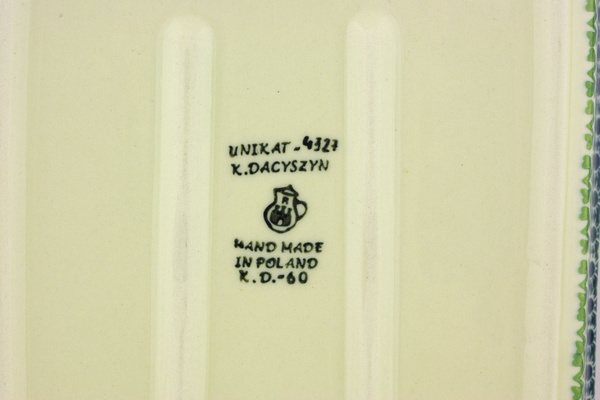 UNIKAT - 4327
K. DACYSZYN
HAND MADE
IN POLAND
K. D. - 60